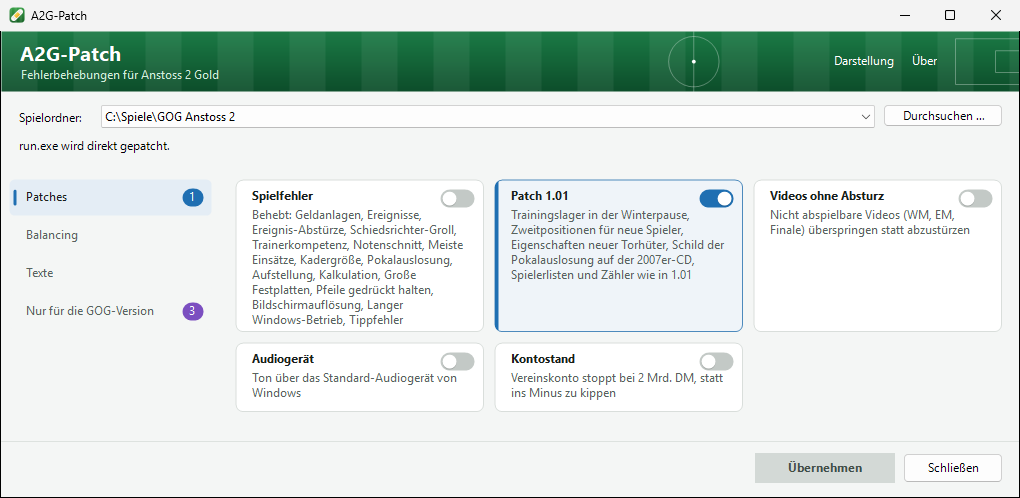 A2G-Patch
A2G-Patch
Fehlerbehebungen für Anstoss 2 Gold
Darstellung
Über
Spielordner:
C:\Spiele\GOG Anstoss 2
Durchsuchen ...
run.exe wird direkt gepatcht.
Patches
1
Balancing
Texte
Nur für die GOG-Version
3
Spielfehler
Behebt: Geldanlagen, Ereignisse,
Ereignis-Abstürze, Schiedsrichter-Groll,
Trainerkompetenz, Notenschnitt, Meiste
Einsätze, Kadergröße, Pokalauslosung,
Aufstellung, Kalkulation, Große
Festplatten, Pfeile gedrückt halten,
Bildschirmauflösung, Langer
Windows-Betrieb, Tippfehler
Patch 1.01
Trainingslager in der Winterpause,
Zweitpositionen für neue Spieler,
Eigenschaften neuer Torhüter, Schild der
Pokalauslosung auf der 2007er-CD,
Spielerlisten und Zähler wie in 1.01
Videos ohne Absturz
Nicht abspielbare Videos (WM, EM,
Finale) überspringen statt abzustürzen
Audiogerät
Ton über das Standard-Audiogerät von
Windows
Kontostand
Vereinskonto stoppt bei 2 Mrd. DM, statt
ins Minus zu kippen
Übernehmen
Schließen